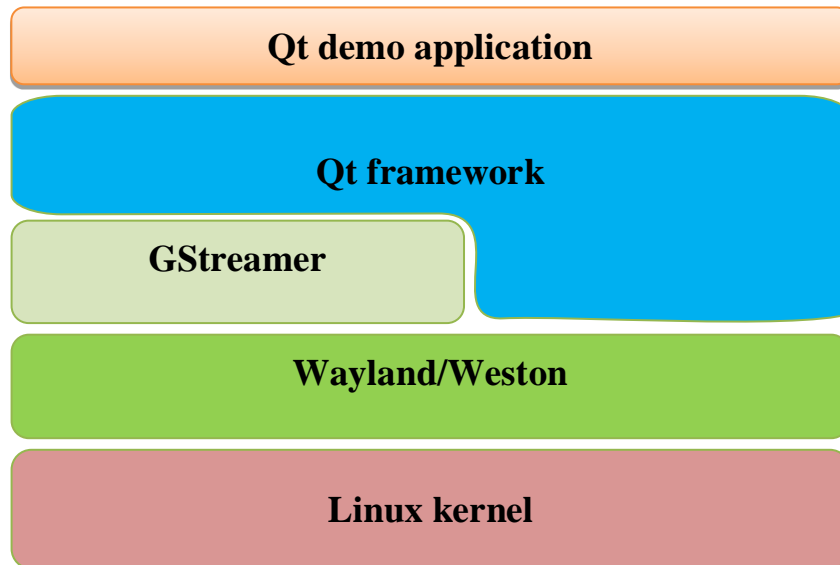 Qt demo application
Qt framework
GStreamer
Wayland/Weston
Linux kernel